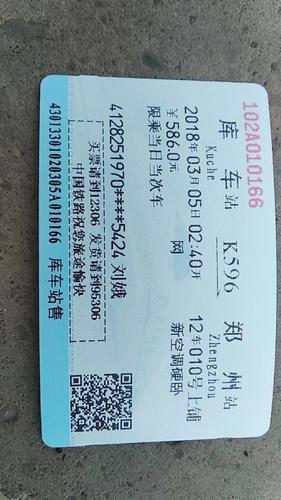 102A010166
库车站 K596 郑州站
Kuche Zhengzhou
2018年03月05日02:40开 12车010号上铺
￥586.0元 网 新空调硬卧
限乘当日当次车
4128251970****5424 刘娥
买票请到12306 发货请到95306
中国铁路祝您旅途愉快
43013301020305A010166 库车站售